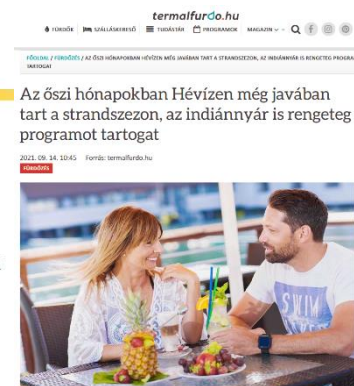 termalfurdo.hu
FÜRDŐK SZÁLLÁSKERESŐ TUDÁSTÁR PROGRAMOK MAGAZIN
FŐOLDAL / FÜRDŐZÉS / AZ ŐSZI HÓNAPOKBAN HÉVÍZEN MÉG JAVÁBAN TART A STRANDSZEZON, AZ INDIÁNNYÁR IS RENGETEG PROGRA
TARTOGAT
Az őszi hónapokban Hévízen még javában
tart a strandszezon, az indiánnyár is rengeteg
programot tartogat
2021. 09. 14. 10:45 Forrás: termalfurdo.hu
FÜRDŐZÉS
SWIM